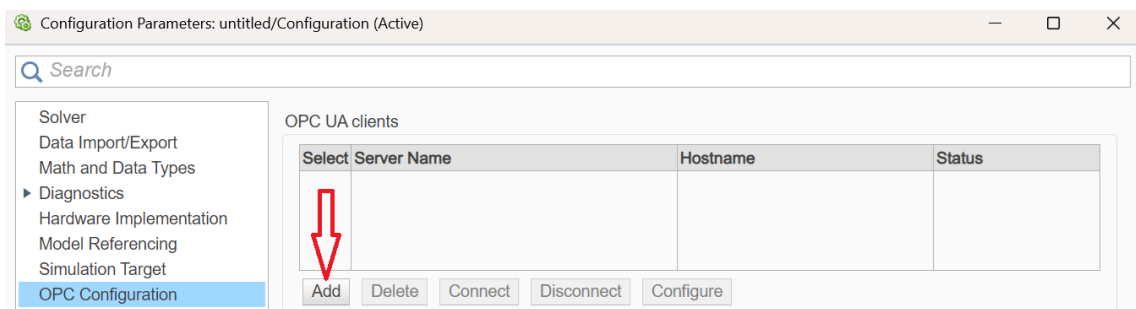 Configuration Parameters: untitled/Configuration (Active)
Search
Solver
Data Import/Export
Math and Data Types
Diagnostics
Hardware Implementation
Model Referencing
Simulation Target
OPC Configuration
OPC UA clients
Select Server Name Hostname Status
Add Delete Connect Disconnect Configure